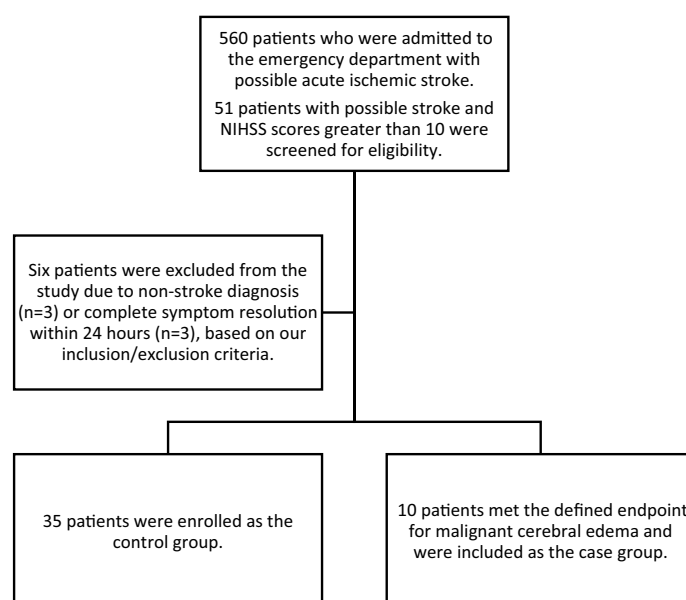 560 patients who were admitted to
the emergency department with
possible acute ischemic stroke.
51 patients with possible stroke and
NIHSS scores greater than 10 were
screened for eligibility.
Six patients were excluded from the
study due to non-stroke diagnosis
(n=3) or complete symptom resolution
within 24 hours (n=3), based on our
inclusion/exclusion criteria.
35 patients were enrolled as the
control group.
10 patients met the defined endpoint
for malignant cerebral edema and
were included as the case group.